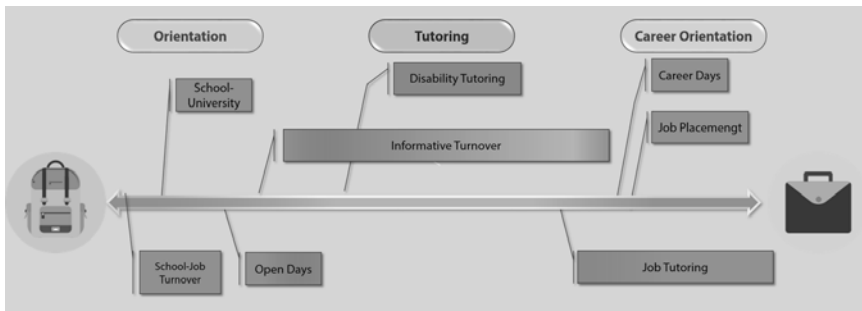 Orientation
Tutoring
Career Orientation
School-
University
Disability Tutoring
Career Days
Informative Turnover
Job Placemengt
School-Job
Turnover
Open Days
Job Tutoring